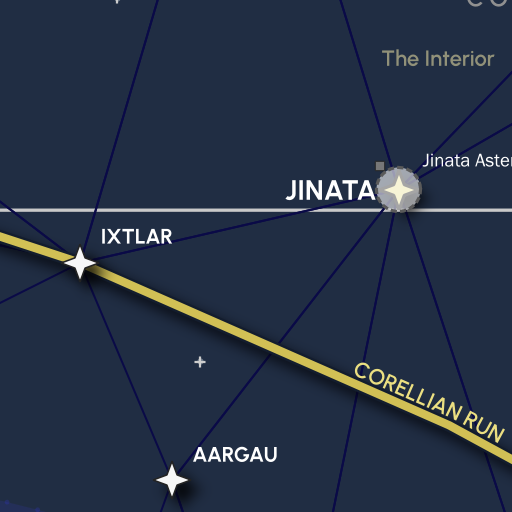 The Interior
Jinata Aster
JINATA
IXTLAR
CORELLIAN RUN
AARGAU